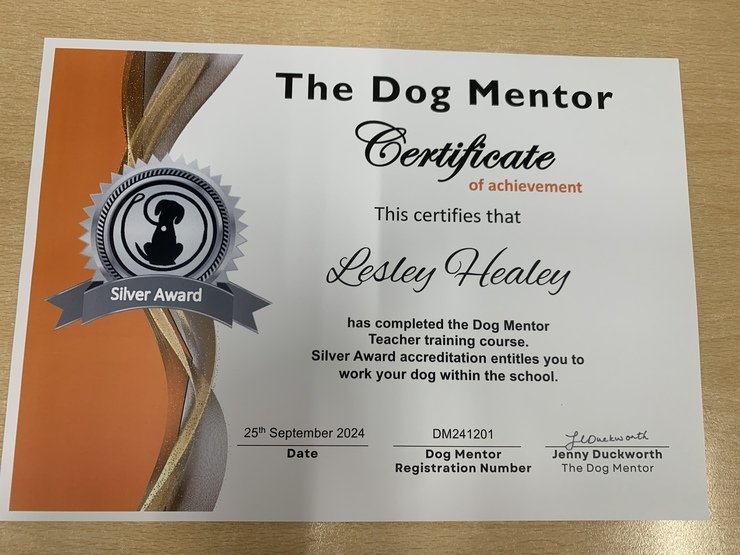 The Dog Mentor
Certificate
of achievement
This certifies that
Lesley Healey
Silver Award
has completed the Dog Mentor
Teacher training course.
Silver Award accreditation entitles you to
work your dog within the school.
25th September 2024
Date
DM241201
Dog Mentor
Registration Number
JLDuckworth
Jenny Duckworth
The Dog Mentor